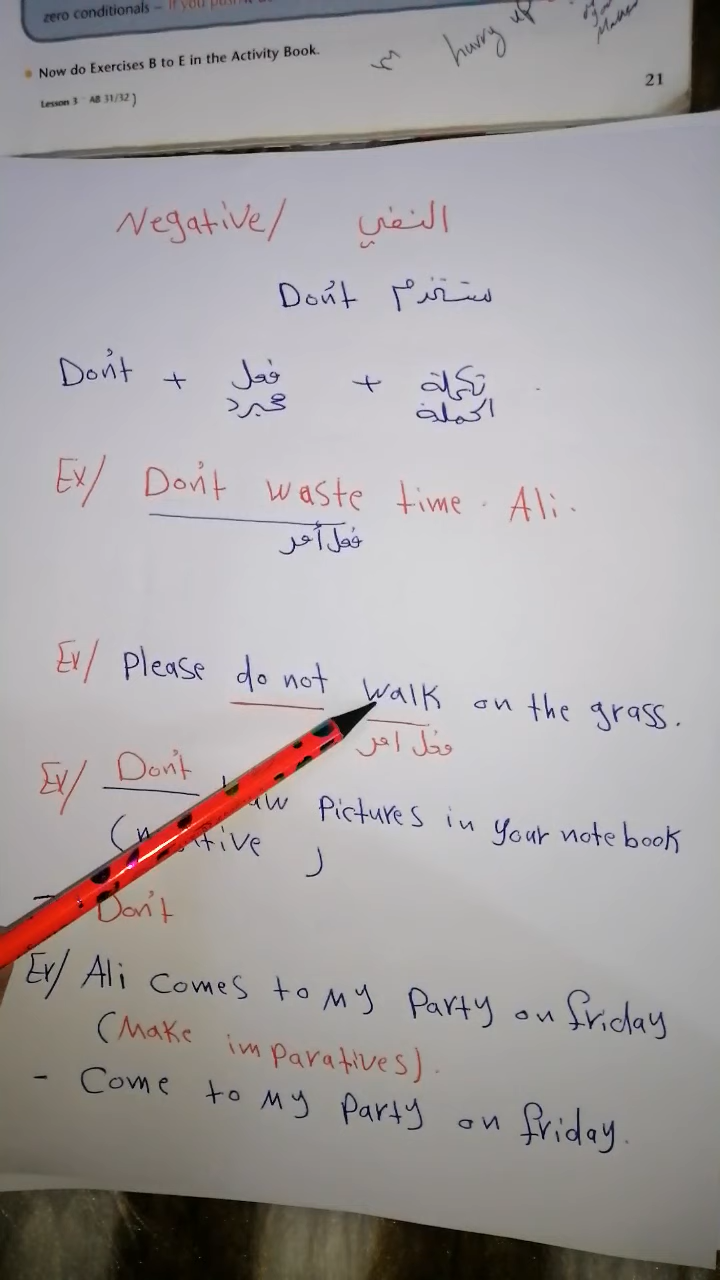 zero conditionals – If you
Now do Exercises B to E in the Activity Book.
hurry up
Lesson 3 AB 31/32)
21
Negative/ النفي
Don't نستخدم
Don't + فعل مجرد + تكملة الجملة
Ex/ Don't waste time. Ali.
فعل أمر
Ex/ Please do not walk on the grass.
فعل امر
Ex/ Don't Pictures in your notebook
Don't
Ex/ Ali comes to my Party on friday
(Make imparatives).
- Come to my Party on friday.